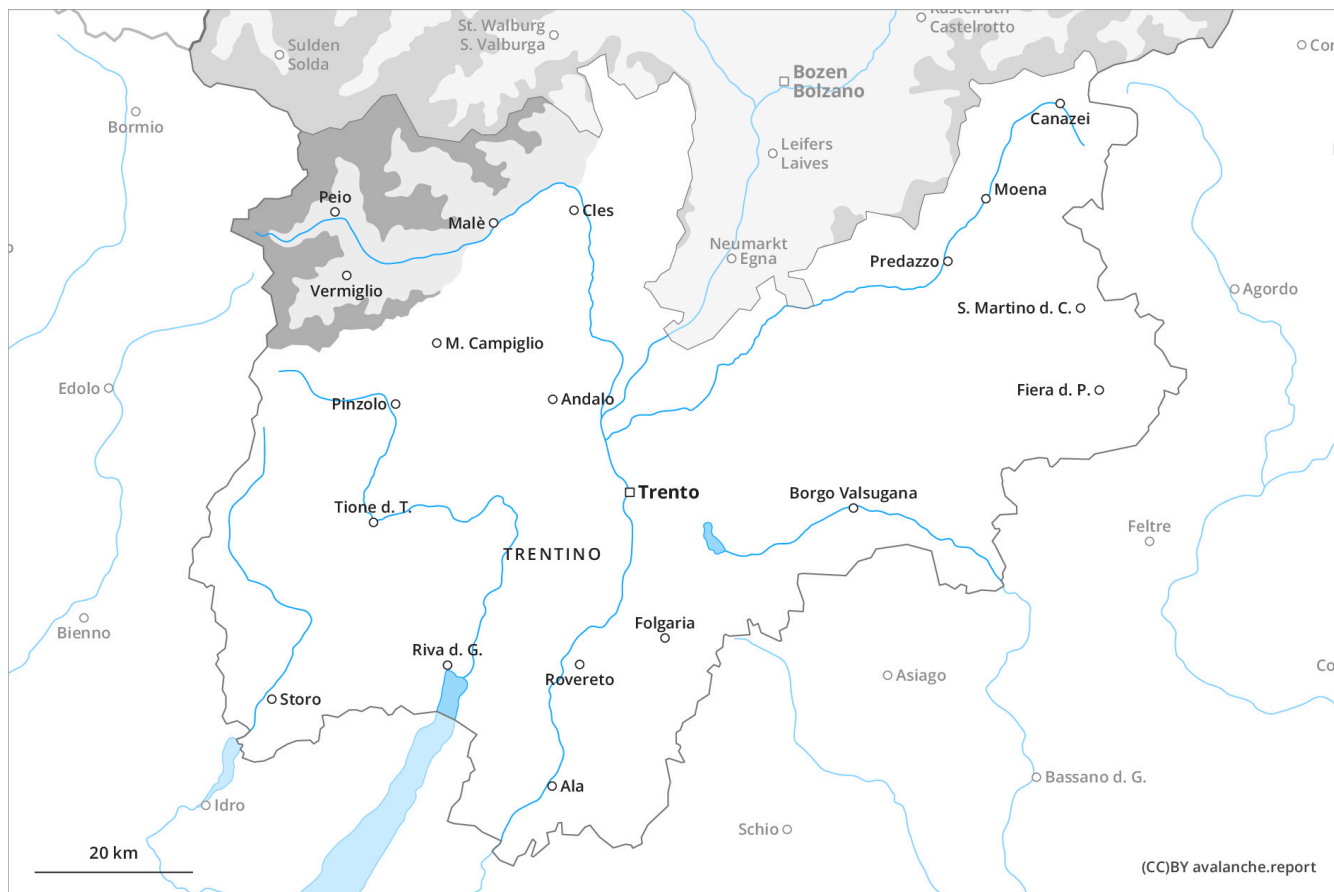 St. Walburg
S. Valburga
Kastelruth
Castelrotto
Sulden
Solda
Bozen
Bolzano
Bormio
Canazei
Leifers
Laives
Moena
Peio
Malè
Cles
Neumarkt
Egna
Predazzo
Vermiglio
Agordo
S. Martino d. C.
M. Campiglio
Edolo
Pinzolo
Andalo
Fiera d. P.
Trento
Borgo Valsugana
Tione d. T.
Feltre
TRENTINO
Bienno
Folgaria
Riva d. G.
Rovereto
Asiago
Storo
Ala
Bassano d. G.
Idro
Schio
20 km
(CC)BY avalanche.report